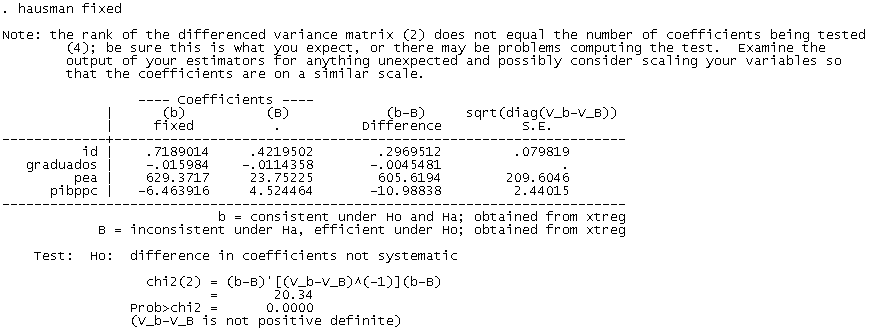 . hausman fixed
Note: the rank of the differenced variance matrix (2) does not equal the number of coefficients being tested
(4); be sure this is what you expect, or there may be problems computing the test.  Examine the
output of your estimators for anything unexpected and possibly consider scaling your variables so
that the coefficients are on a similar scale.
---- Coefficients ----
|      (b)          (B)            (b-B)     sqrt(diag(V_b-V_B))
|     fixed          .          Difference          S.E.
-------------+----------------------------------------------------------------
id |    .7189014     .4219502        .2969512         .079819
graduados |    -.015984    -.0114358       -.0045481               .
pea |    629.3717     23.75225        605.6194        209.6046
pibppc |   -6.463916     4.524464       -10.98838         2.44015
------------------------------------------------------------------------------
b = consistent under Ho and Ha; obtained from xtreg
B = inconsistent under Ha, efficient under Ho; obtained from xtreg
Test:  Ho:  difference in coefficients not systematic
chi2(2) = (b-B)'[(V_b-V_B)^(-1)](b-B)
=       20.34
Prob>chi2 =      0.0000
(V_b-V_B is not positive definite)